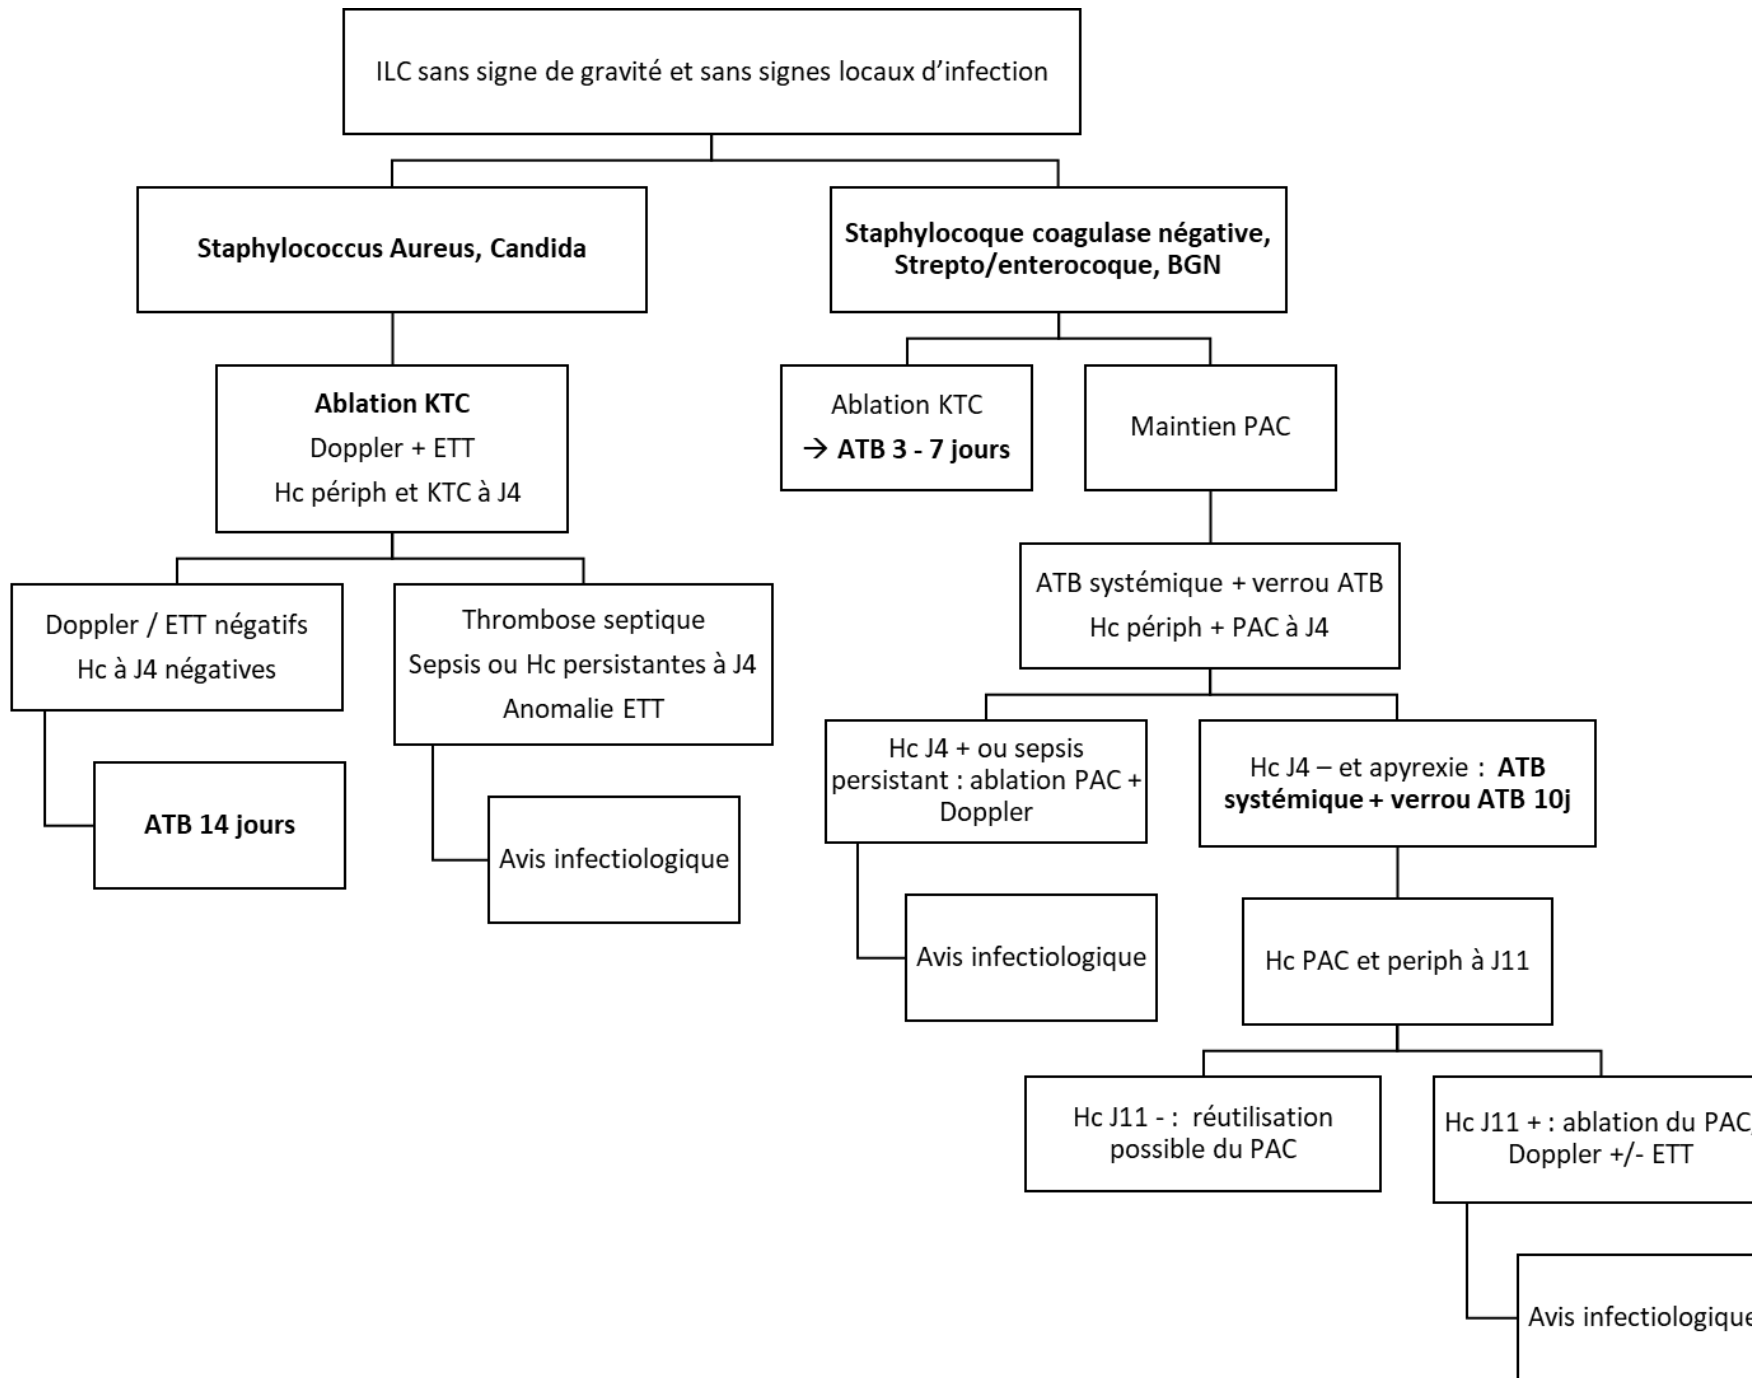 ILC sans signe de gravité et sans signes locaux d’infection
Staphylococcus Aureus, Candida
Staphylocoque coagulase négative,
Strepto/enterocoque, BGN
Ablation KTC
Doppler + ETT
Hc périph et KTC à J4
Ablation KTC
→ ATB 3 - 7 jours
Maintien PAC
Doppler / ETT négatifs
Hc à J4 négatives
Thrombose septique
Sepsis ou Hc persistantes à J4
Anomalie ETT
ATB systémique + verrou ATB
Hc périph + PAC à J4
ATB 14 jours
Avis infectiologique
Hc J4 + ou sepsis
persistant : ablation PAC +
Doppler
Hc J4 – et apyrexie : ATB
systémique + verrou ATB 10j
Avis infectiologique
Hc PAC et periph à J11
Hc J11 - : réutilisation
possible du PAC
Hc J11 + : ablation du PAC,
Doppler +/- ETT
Avis infectiologique